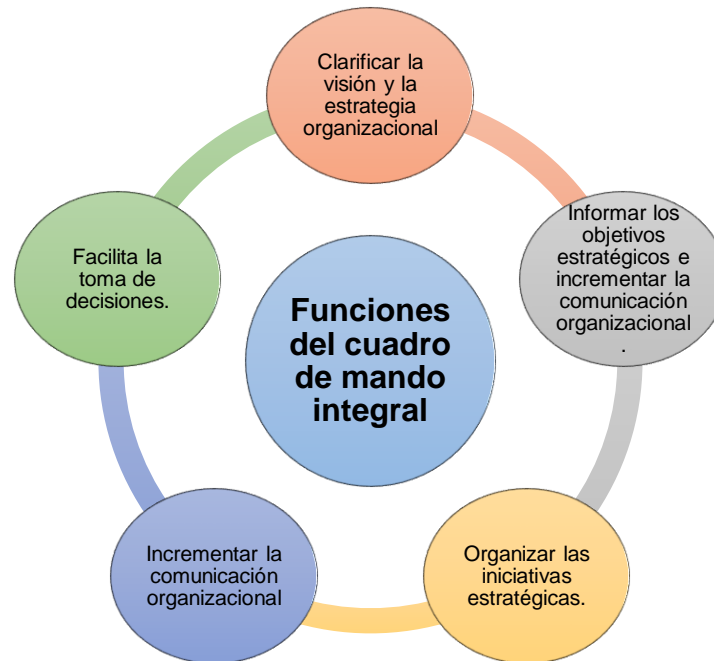 Clarificar la
visión y la
estrategia
organizacional
Informar los
objetivos
estratégicos e
incrementar la
comunicación
organizacional
.
Organizar las
iniciativas
estratégicas.
Incrementar la
comunicación
organizacional
Facilita la
toma de
decisiones.
Funciones
del cuadro
de mando
integral